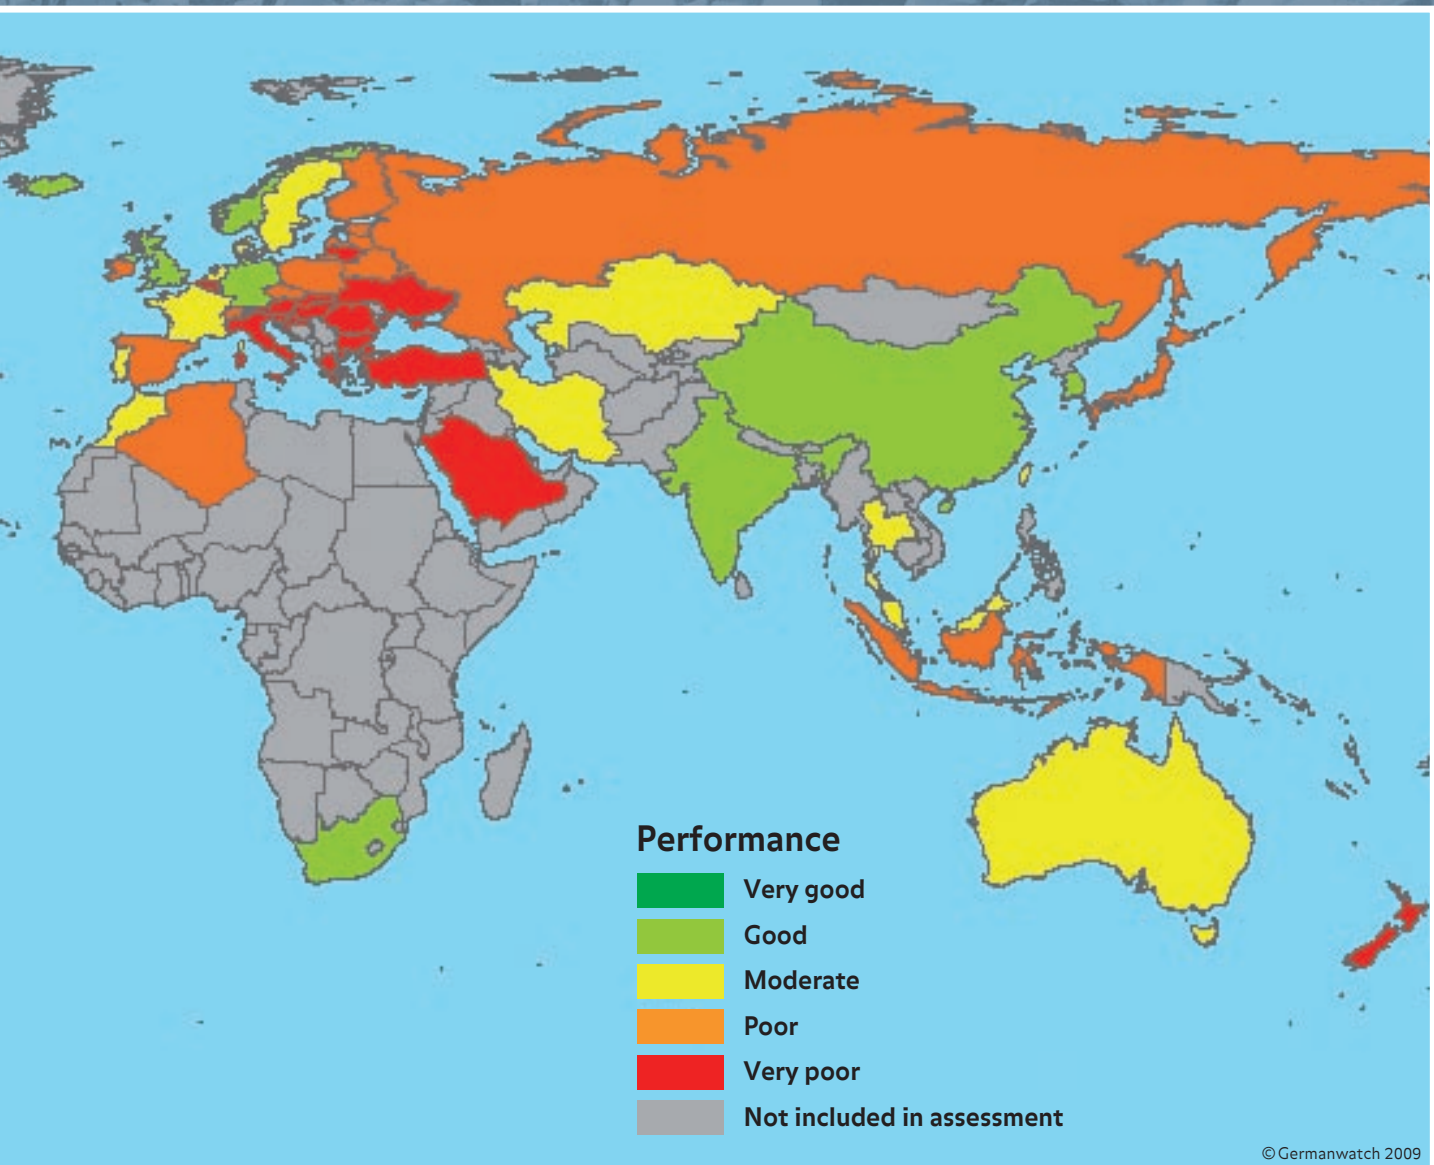 Performance
Very good
Good
Moderate
Poor
Very poor
Not included in assessment
© Germanwatch 2009